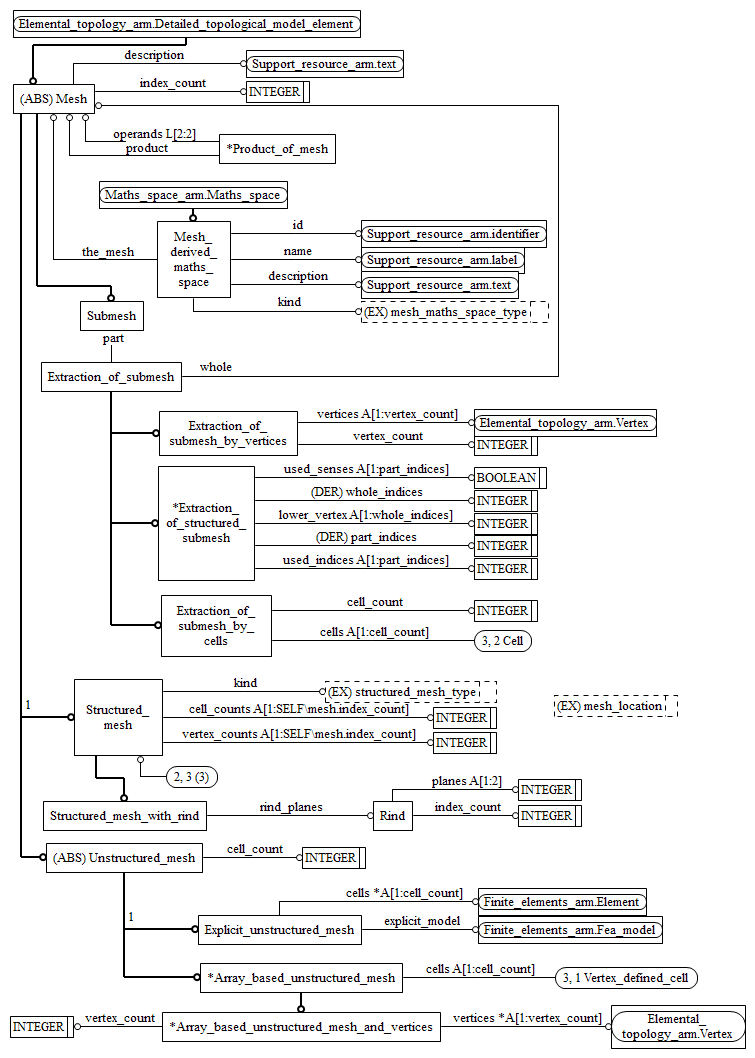 Elemental_topology_arm.Detailed_topological_model_element
description
Support_resource_arm.text
index_count
INTEGER
(ABS) Mesh
operands L[2:2]
product
*Product_of_mesh
Maths_space_arm.Maths_space
id
Support_resource_arm.identifier
Mesh_
derived_
maths_
space
the_mesh
name
Support_resource_arm.label
description
Support_resource_arm.text
kind
(EX) mesh_maths_space_type
Submesh
part
whole
Extraction_of_submesh
vertices A[1:vertex_count]
Elemental_topology_arm.Vertex
Extraction_of_
submesh_by_vertices
vertex_count
INTEGER
used_senses A[1:part_indices]
BOOLEAN
(DER) whole_indices
INTEGER
*Extraction_
of_structured_
submesh
lower_vertex A[1:whole_indices]
INTEGER
(DER) part_indices
INTEGER
used_indices A[1:part_indices]
INTEGER
cell_count
INTEGER
Extraction_of_
submesh_by_
cells
cells A[1:cell_count]
3, 2 Cell
kind
(EX) structured_mesh_type
(EX) mesh_location
1
Structured_
mesh
cell_counts A[1:SELF\mesh.index_count]
INTEGER
vertex_counts A[1:SELF\mesh.index_count]
INTEGER
2, 3 (3)
planes A[1:2]
INTEGER
Structured_mesh_with_rind
rind_planes
Rind
index_count
INTEGER
(ABS) Unstructured_mesh
cell_count
INTEGER
cells *A[1:cell_count]
Finite_elements_arm.Element
1
Explicit_unstructured_mesh
explicit_model
Finite_elements_arm.Fea_model
*Array_based_unstructured_mesh
cells A[1:cell_count]
3, 1 Vertex_defined_cell
INTEGER
vertex_count
*Array_based_unstructured_mesh_and_vertices
vertices *A[1:vertex_count]
Elemental_
topology_arm.Vertex